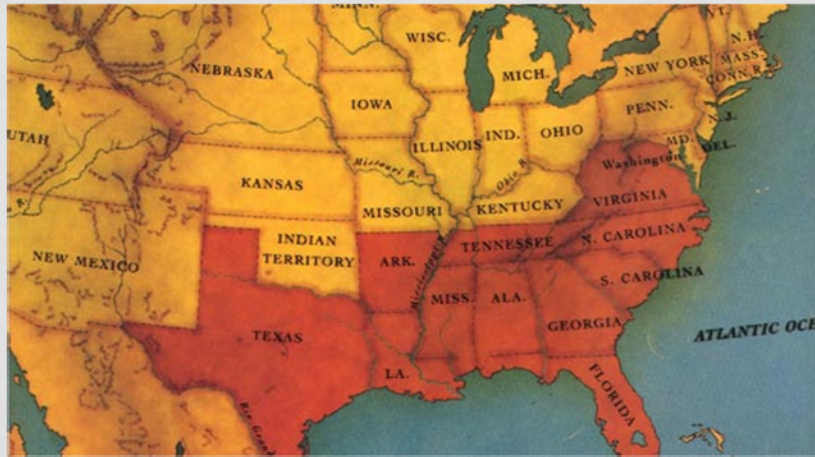 MINN.
WISC.
VT.
N.H.
NEBRASKA
MICH.
NEW YORK
MASS.
CONN.
IOWA
PENN.
UTAH
ILLINOIS
IND.
OHIO
N.J.
MD.
DEL.
Missouri R.
Washington
Ohio R.
KANSAS
VIRGINIA
MISSOURI
KENTUCKY
INDIAN
TERRITORY
TENNESSEE
N. CAROLINA
NEW MEXICO
ARK.
Mississippi R.
S. CAROLINA
MISS.
ALA.
GEORGIA
TEXAS
ATLANTIC OCE
LA.
FLORIDA
Rio Grand